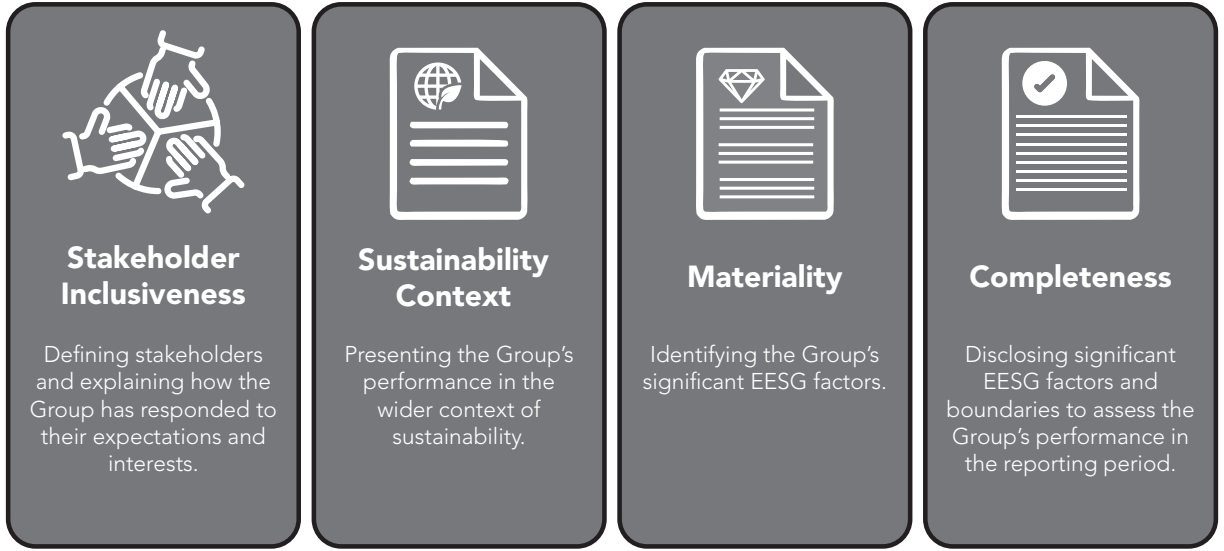 Stakeholder
Inclusiveness
Defining stakeholders
and explaining how the
Group has responded to
their expectations and
interests.
Sustainability
Context
Presenting the Group's
performance in the
wider context of
sustainability.
Materiality
Identifying the Group's
significant EESG factors.
Completeness
Disclosing significant
EESG factors and
boundaries to assess the
Group's performance in
the reporting period.